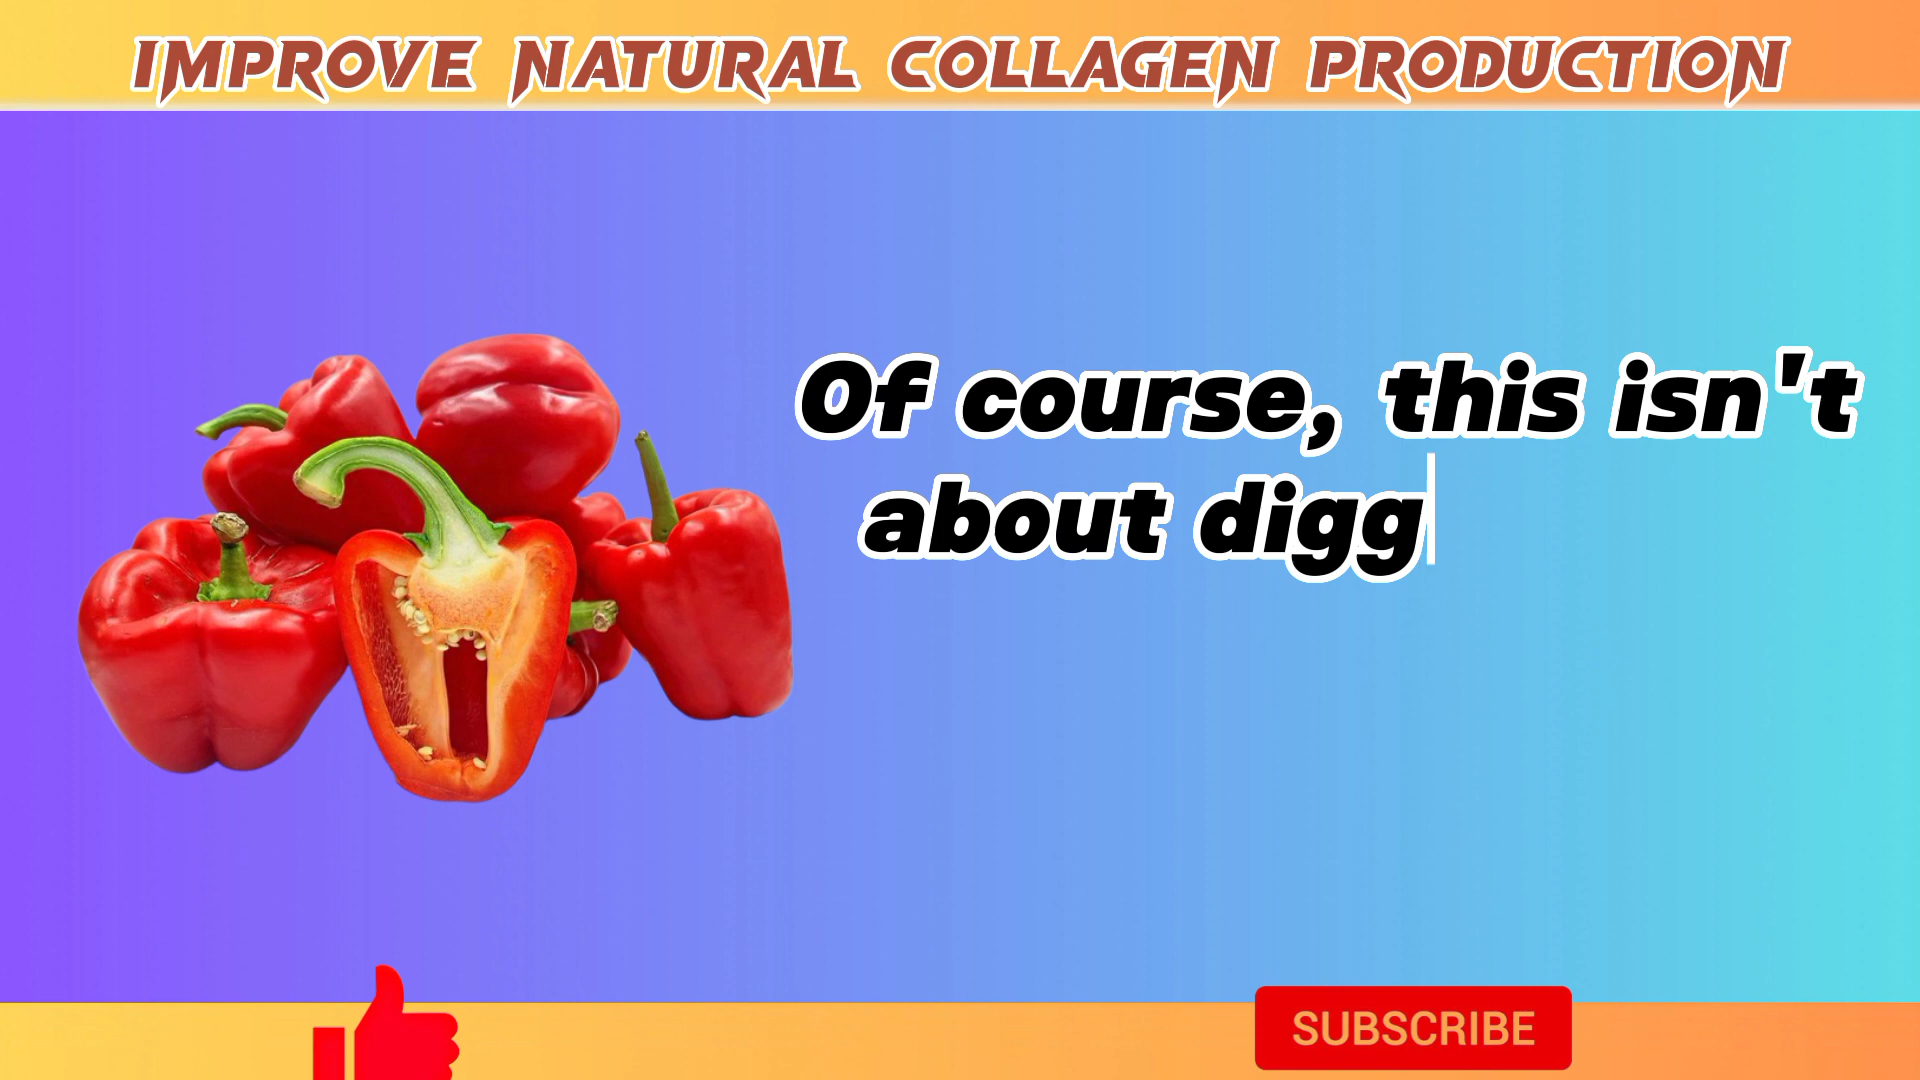 IMPROVE NATURAL COLLAGEN PRODUCTION
Of course, this isn't
about digg
SUBSCRIBE